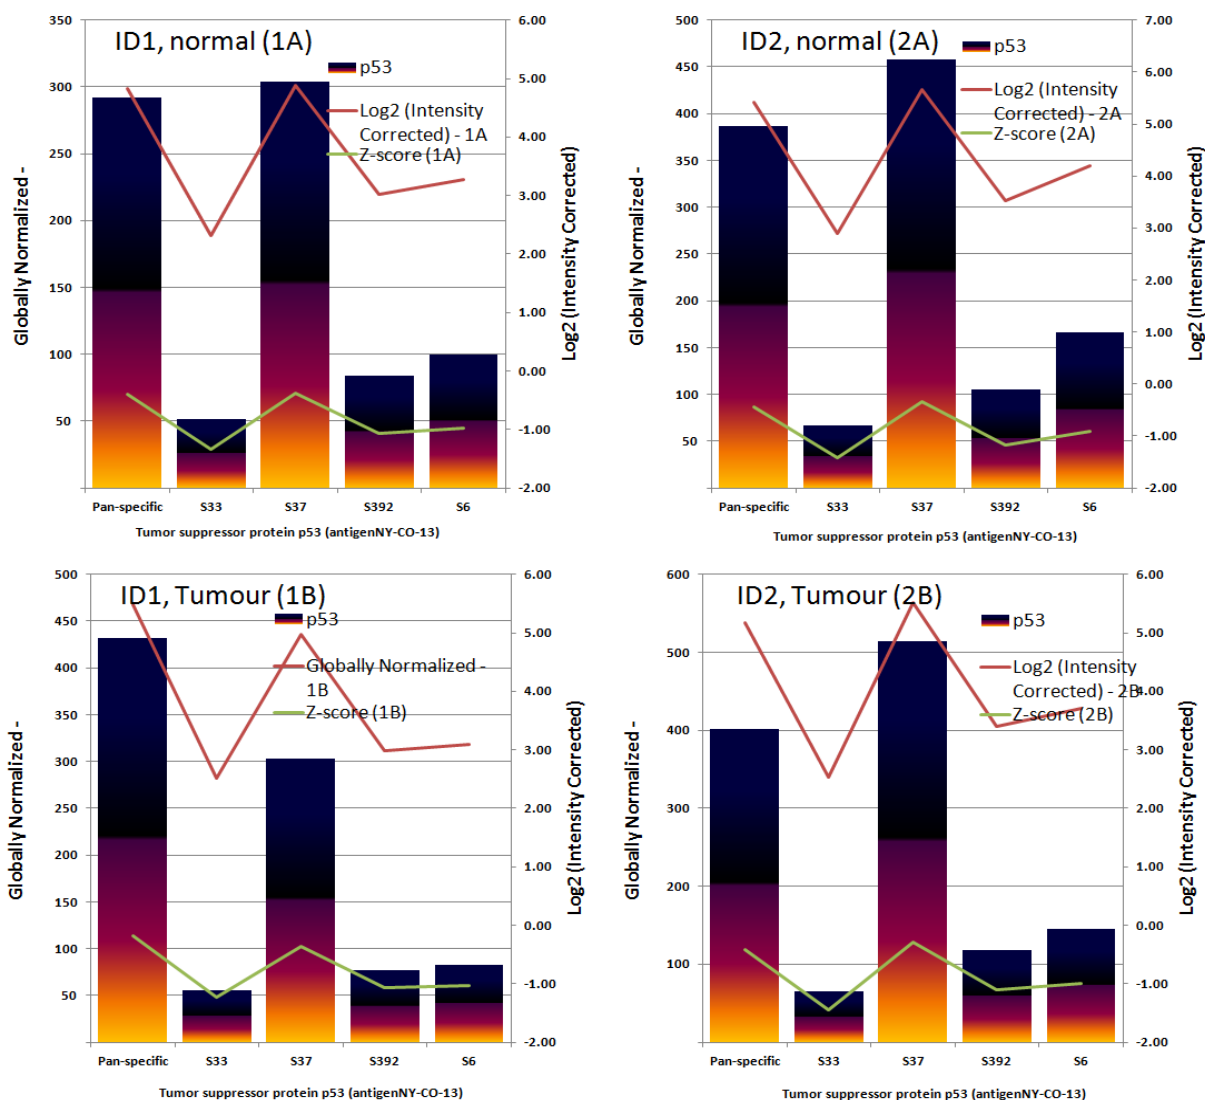 ID1, normal (1A)
p53
Log2 (Intensity
Corrected) - 1A
Z-score (1A)
Globally Normalized -
350
300
250
200
150
100
50
6.00
5.00
4.00
3.00
2.00
1.00
0.00
-1.00
-2.00
Log2 (Intensity Corrected)
Pan-specific S33 S37 S392 S6
Tumor suppressor protein p53 (antigenNY-CO-13)
ID2, normal (2A)
p53
Log2 (Intensity
Corrected) - 2A
Z-score (2A)
Globally Normalized -
500
450
400
350
300
250
200
150
100
50
7.00
6.00
5.00
4.00
3.00
2.00
1.00
0.00
-1.00
-2.00
Log2 (Intensity Corrected)
Pan-specific S33 S37 S392 S6
Tumor suppressor protein p53 (antigenNY-CO-13)
ID1, Tumour (1B)
p53
Globally Normalized -
1B
Z-score (1B)
Globally Normalized -
500
450
400
350
300
250
200
150
100
50
6.00
5.00
4.00
3.00
2.00
1.00
0.00
-1.00
-2.00
Log2 (Intensity Corrected)
Pan-specific S33 S37 S392 S6
Tumor suppressor protein p53 (antigenNY-CO-13)
ID2, Tumour (2B)
p53
Log2 (Intensity
Corrected) - 2B
Z-score (2B)
Globally Normalized -
600
500
400
300
200
100
6.00
5.00
4.00
3.00
2.00
1.00
0.00
-1.00
-2.00
Log2 (Intensity Corrected)
Pan-specific S33 S37 S392 S6
Tumor suppressor protein p53 (antigenNY-CO-13)